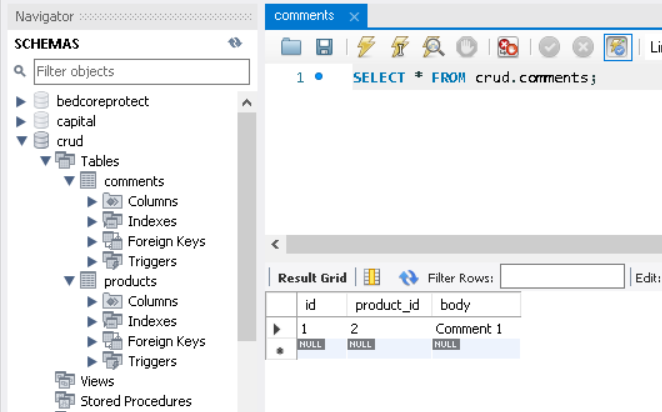 Navigator
SCHEMAS
Filter objects
bedcoreprotect
capital
crud
Tables
comments
Columns
Indexes
Foreign Keys
Triggers
products
Columns
Indexes
Foreign Keys
Triggers
Views
Stored Procedures
comments
Li
1 SELECT * FROM crud.comments;
Result Grid Filter Rows: Edit:
id product_id body
1 2 Comment 1
NULL NULL NULL